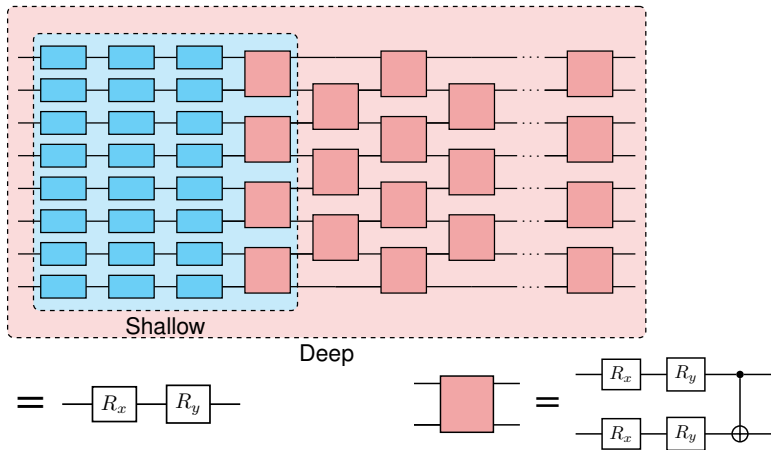 Shallow
Deep
= R_x R_y
= R_x R_y
R_x R_y